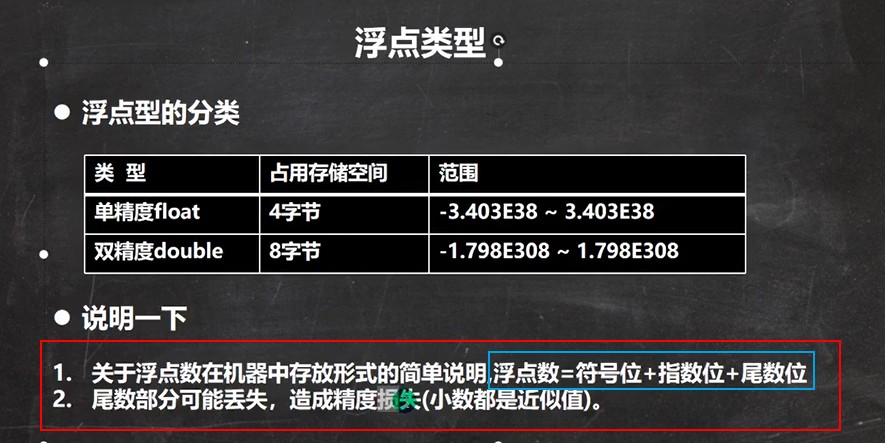 浮点类型
浮点型的分类
类 型 占用存储空间 范围
单精度float 4字节 -3.403E38 ~ 3.403E38
双精度double 8字节 -1.798E308 ~ 1.798E308
说明一下
1. 关于浮点数在机器中存放形式的简单说明,浮点数=符号位+指数位+尾数位
2. 尾数部分可能丢失，造成精度损失(小数都是近似值)。